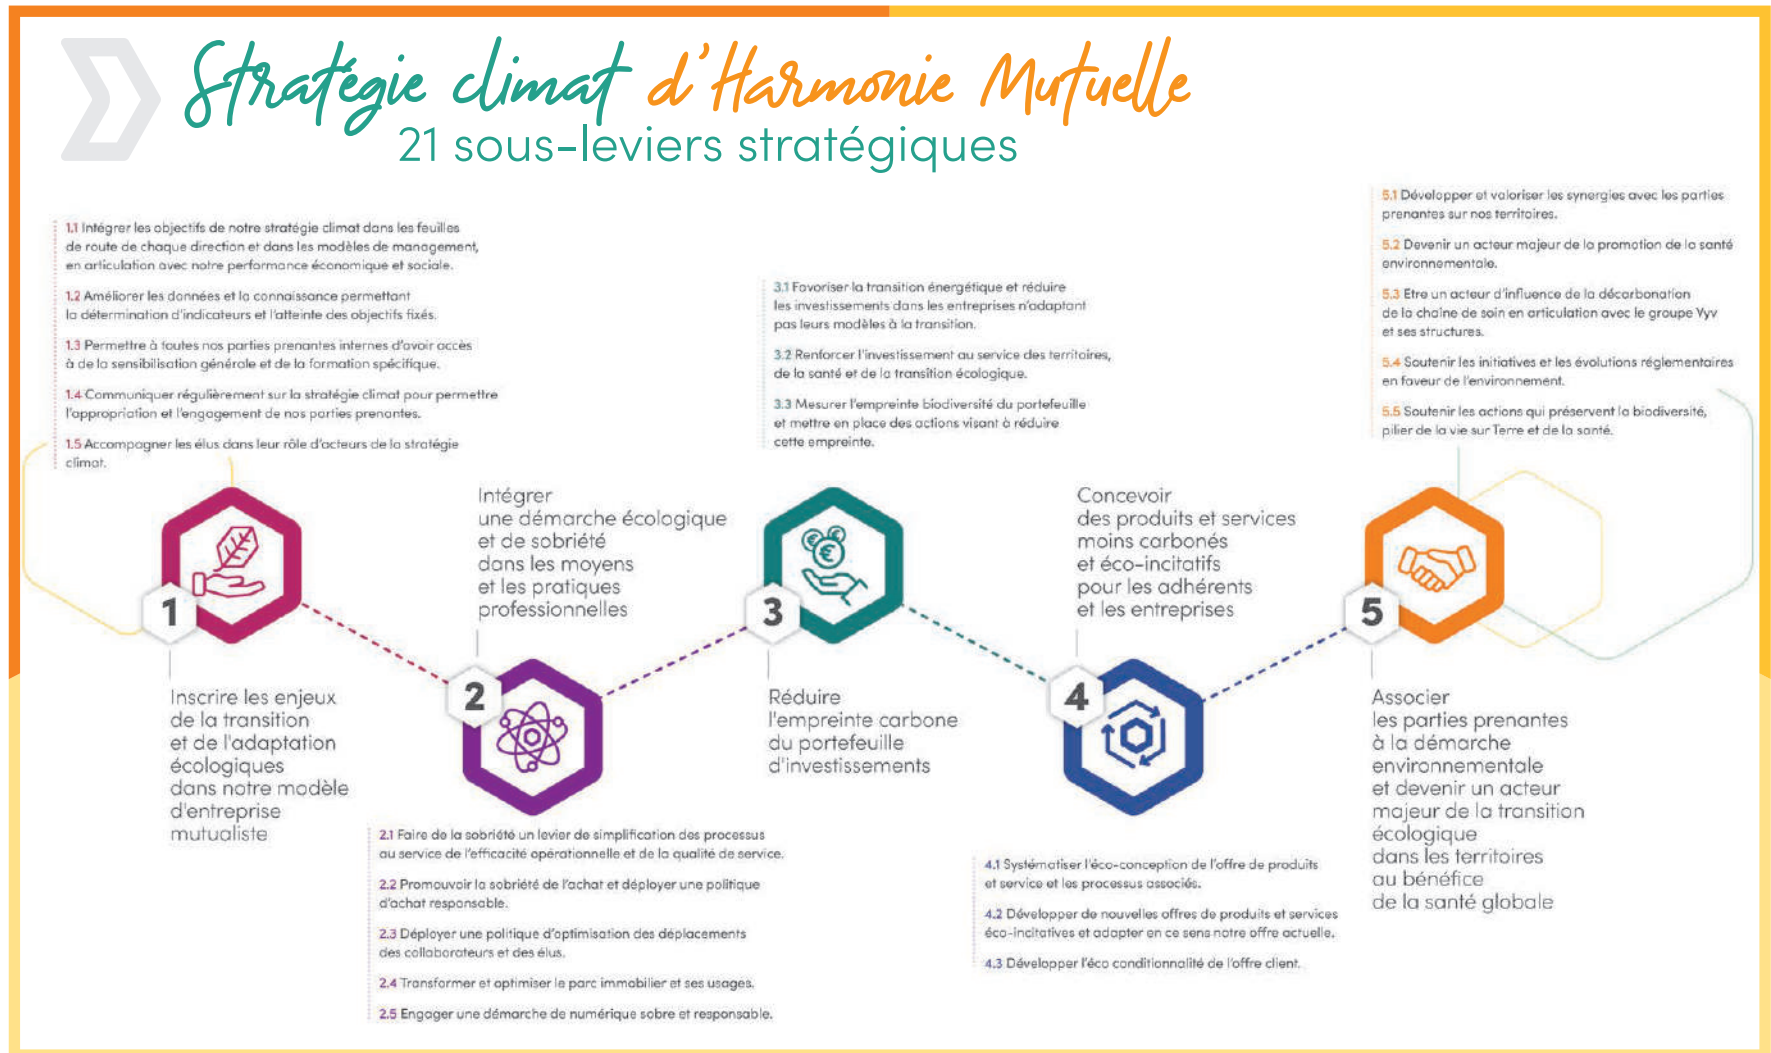 Stratégie climat d'Harmonie Mutuelle
21 sous-leviers stratégiques
1.1 Intégrer les objectifs de notre stratégie climat dans les feuilles
de route de chaque direction et dans les modèles de management,
en articulation avec notre performance économique et sociale.
1.2 Améliorer les données et la connaissance permettant
la détermination d'indicateurs et l'atteinte des objectifs fixés.
1.3 Permettre à toutes nos parties prenantes internes d'avoir accès
à de la sensibilisation générale et de la formation spécifique.
1.4 Communiquer régulièrement sur la stratégie climat pour permettre
l'appropriation et l'engagement de nos parties prenantes.
1.5 Accompagner les élus dans leur rôle d'acteurs de la stratégie
climat.
1
Inscrire les enjeux
de la transition
et de l'adaptation
écologiques
dans notre modèle
d'entreprise
mutualiste
Intégrer
une démarche écologique
et de sobriété
dans les moyens
et les pratiques
professionnelles
2
2.1 Faire de la sobriété un levier de simplification des processus
au service de l'efficacité opérationnelle et de la qualité de service.
2.2 Promouvoir la sobriété de l'achat et déployer une politique
d'achat responsable.
2.3 Déployer une politique d'optimisation des déplacements
des collaborateurs et des élus.
2.4 Transformer et optimiser le parc immobilier et ses usages.
2.5 Engager une démarche de numérique sobre et responsable.
3.1 Favoriser la transition énergétique et réduire
les investissements dans les entreprises n'adaptant
pas leurs modèles à la transition.
3.2 Renforcer l'investissement au service des territoires,
de la santé et de la transition écologique.
3.3 Mesurer l'empreinte biodiversité du portefeuille
et mettre en place des actions visant à réduire
cette empreinte.
3
Réduire
l'empreinte carbone
du portefeuille
d'investissements
Concevoir
des produits et services
moins carbonés
et éco-incitatifs
pour les adhérents
et les entreprises
4
4.1 Systématiser l'éco-conception de l'offre de produits
et service et les processus associés.
4.2 Développer de nouvelles offres de produits et services
éco-incitatives et adapter en ce sens notre offre actuelle.
4.3 Développer l'éco conditionnalité de l'offre client.
5.1 Développer et valoriser les synergies avec les parties
prenantes sur nos territoires.
5.2 Devenir un acteur majeur de la promotion de la santé
environnementale.
5.3 Etre un acteur d'influence de la décarbonation
de la chaîne de soin en articulation avec le groupe Vyv
et ses structures.
5.4 Soutenir les initiatives et les évolutions réglementaires
en faveur de l'environnement.
5.5 Soutenir les actions qui préservent la biodiversité,
pilier de la vie sur Terre et de la santé.
5
Associer
les parties prenantes
à la démarche
environnementale
et devenir un acteur
majeur de la transition
écologique
dans les territoires
au bénéfice
de la santé globale